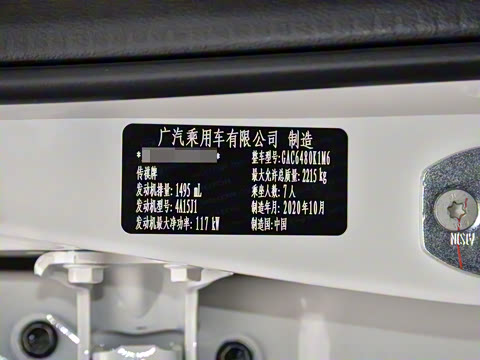 广汽乘用车有限公司 制造
* * 整车型号:GAC6480K1M6
传祺牌 最大允许总质量:2215 kg
发动机排量:1495 mL 乘坐人数:7人
发动机型号:4A15J1 制造年月:2020年10月
发动机最大净功率:117 kW 制造国:中国